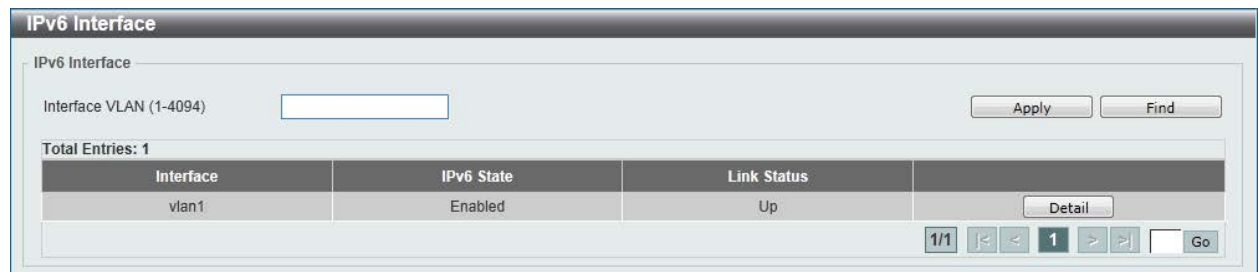 IPv6 Interface
IPv6 Interface
Interface VLAN (1-4094) Apply Find
Total Entries: 1
Interface IPv6 State Link Status
vlan1 Enabled Up Detail
1/1 |< < 1 > >| Go